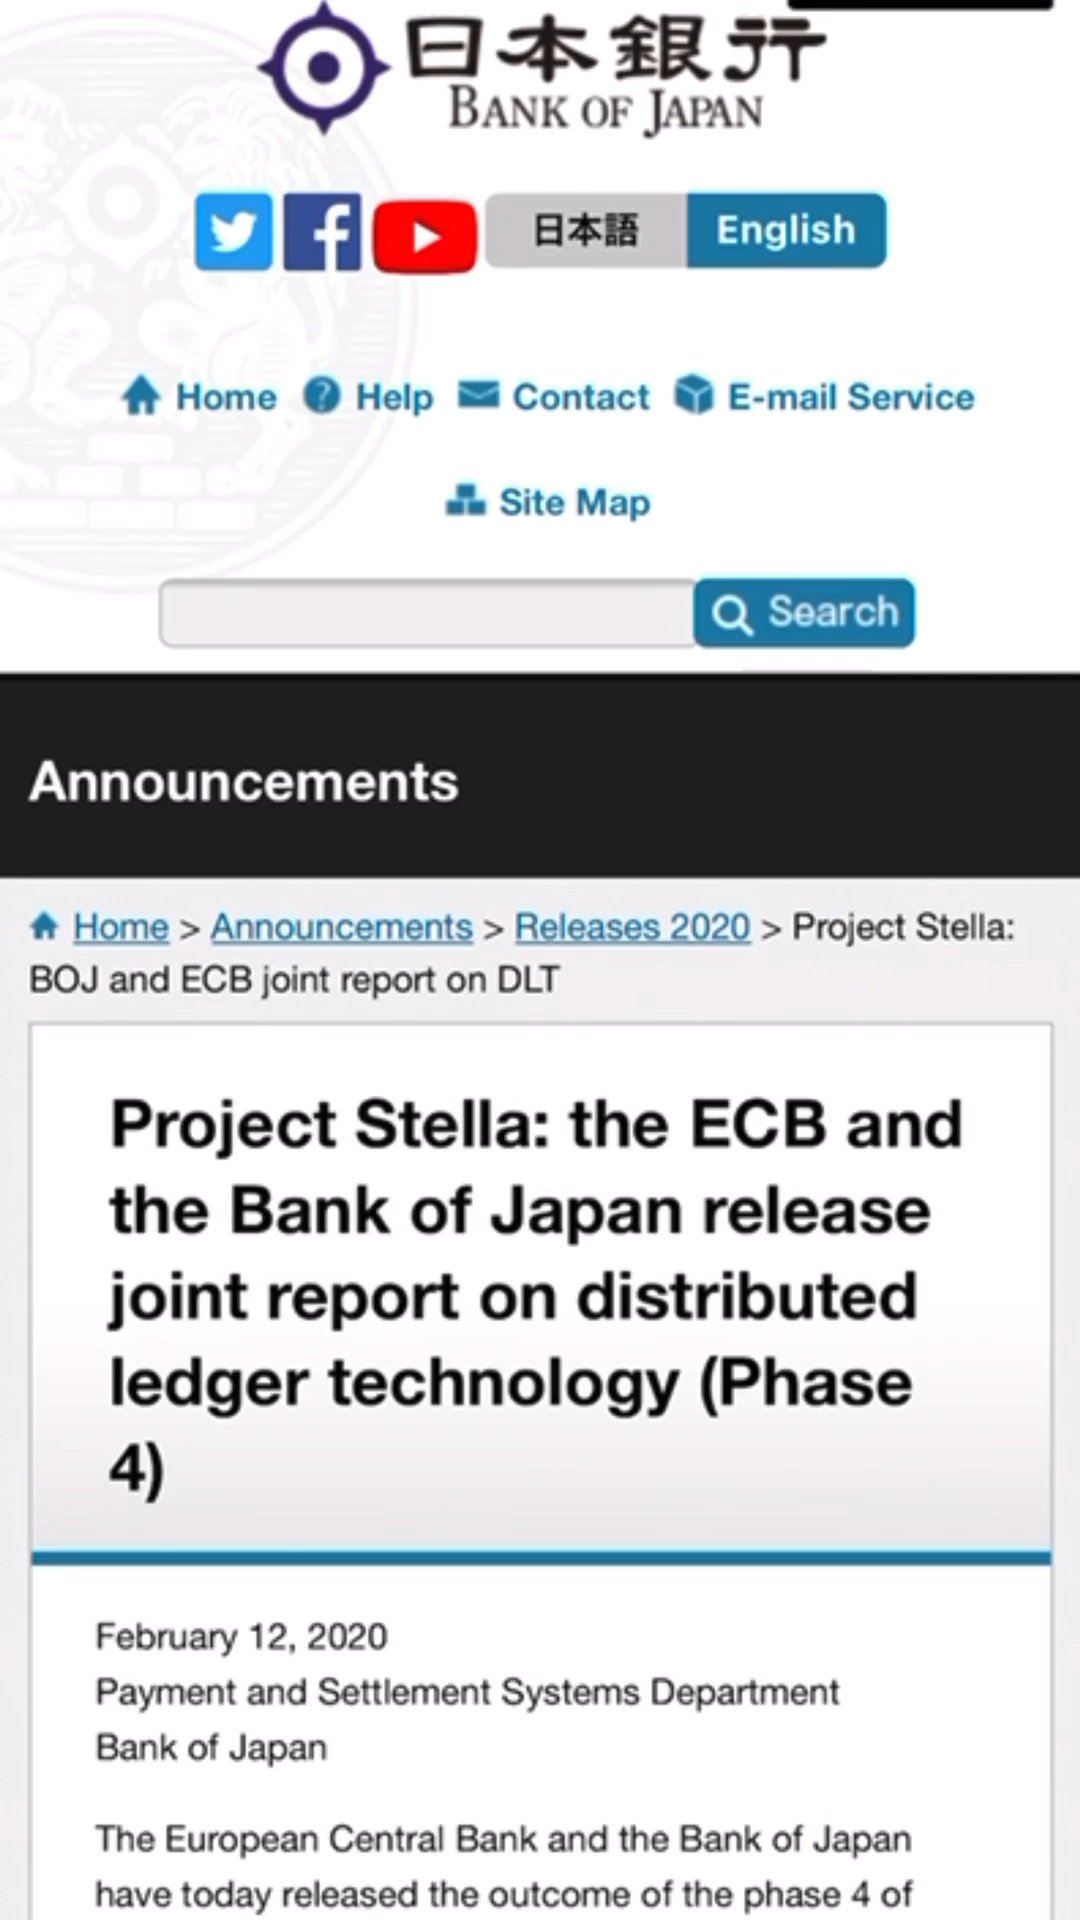 日本銀行
BANK OF JAPAN
日本語 English
Home Help Contact E-mail Service
Site Map
Search
Announcements
Home > Announcements > Releases 2020 > Project Stella:
BOJ and ECB joint report on DLT
Project Stella: the ECB and
the Bank of Japan release
joint report on distributed
ledger technology (Phase
4)
February 12, 2020
Payment and Settlement Systems Department
Bank of Japan
The European Central Bank and the Bank of Japan
have today released the outcome of the phase 4 of